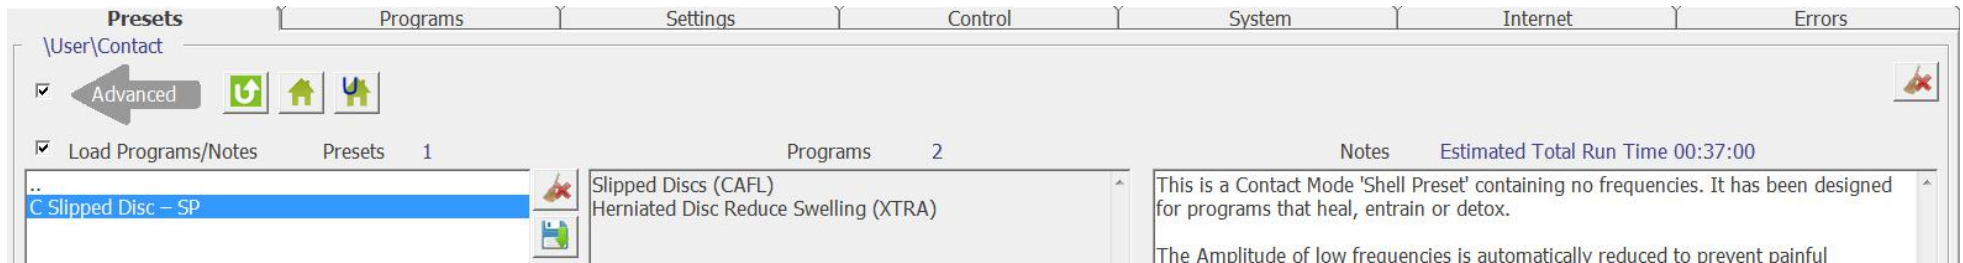 Presets Programs Settings Control System Internet Errors
\User\Contact
Advanced
Load Programs/Notes Presets 1 Programs 2 Notes Estimated Total Run Time 00:37:00
..
C Slipped Disc – SP
Slipped Discs (CAFL)
Herniated Disc Reduce Swelling (XTRA)
This is a Contact Mode 'Shell Preset' containing no frequencies. It has been designed
for programs that heal, entrain or detox.
The Amplitude of low frequencies is automatically reduced to prevent painful